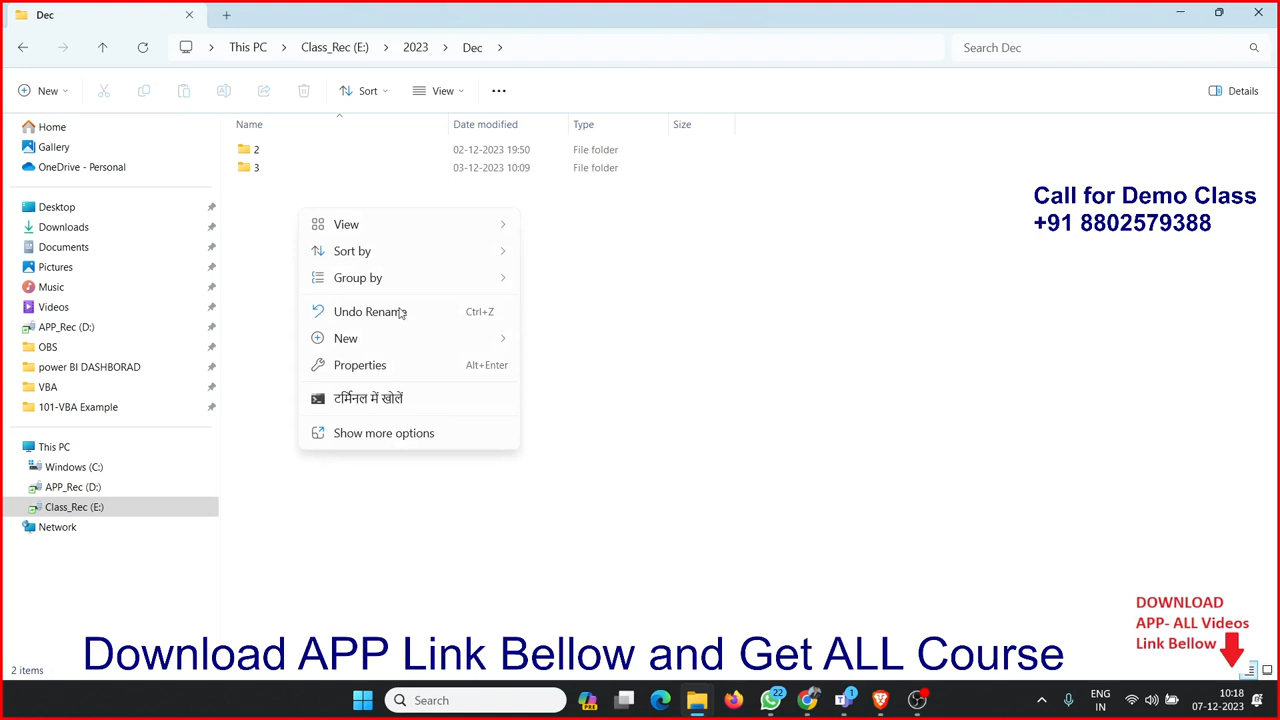 Dec
This PC
Class_Rec (E:)
2023
Dec
Search Dec
New
Sort
View
Details
Name
Date modified
Type
Size
2
02-12-2023 19:50
File folder
3
03-12-2023 10:09
File folder
Home
Gallery
OneDrive - Personal
Desktop
Downloads
Documents
Pictures
Music
Videos
APP_Rec (D:)
OBS
power BI DASHBORAD
VBA
101-VBA Example
This PC
Windows (C:)
APP_Rec (D:)
Class_Rec (E:)
Network
View
Sort by
Group by
Undo Rename Ctrl+Z
New
Properties Alt+Enter
टर्मिनल में खोलें
Show more options
Call for Demo Class
+91 8802579388
DOWNLOAD
APP- ALL Videos
Link Bellow
Download APP Link Bellow and Get ALL Course
2 items
Search
PRE
22
1
ENG
IN
10:18
07-12-2023